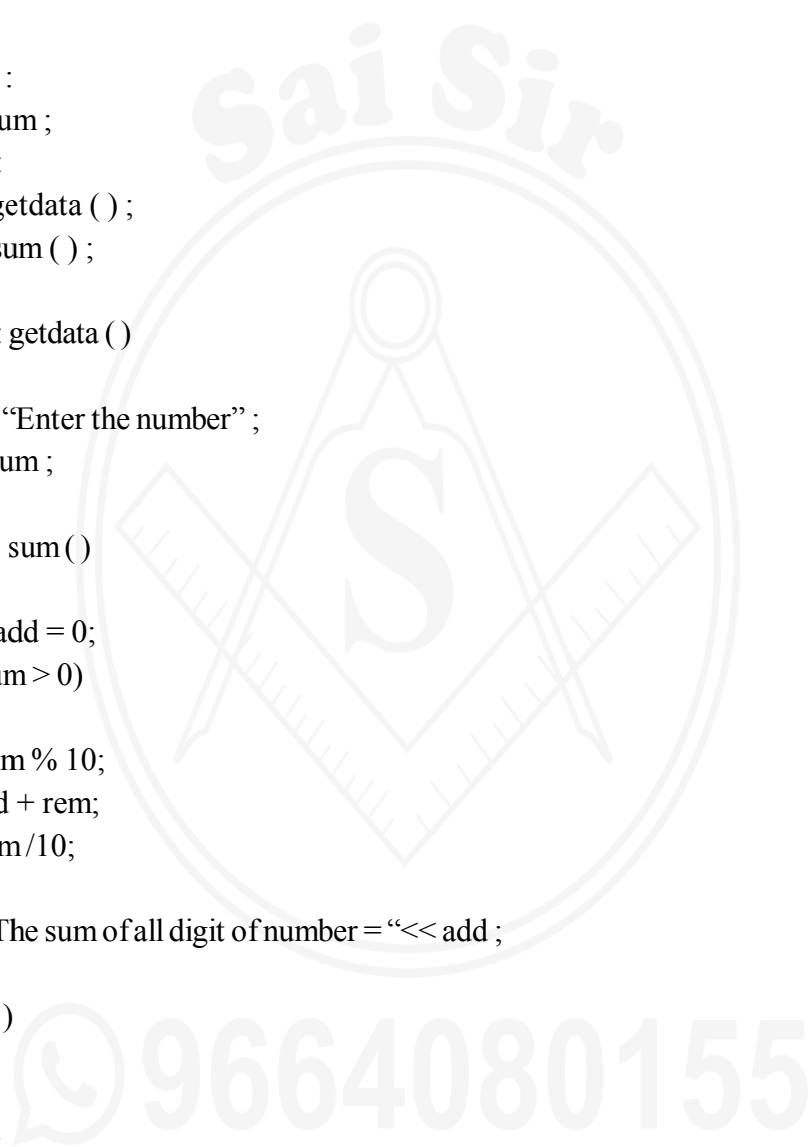 Sai Sir
:
um ;
:
getdata ( ) ;
sum ( ) ;
: getdata ( )
“Enter the number” ;
um ;
sum ( )
add = 0;
m > 0)
m % 10;
d + rem;
m /10;
The sum of all digit of number = “<< add ;
)
S
9664080155